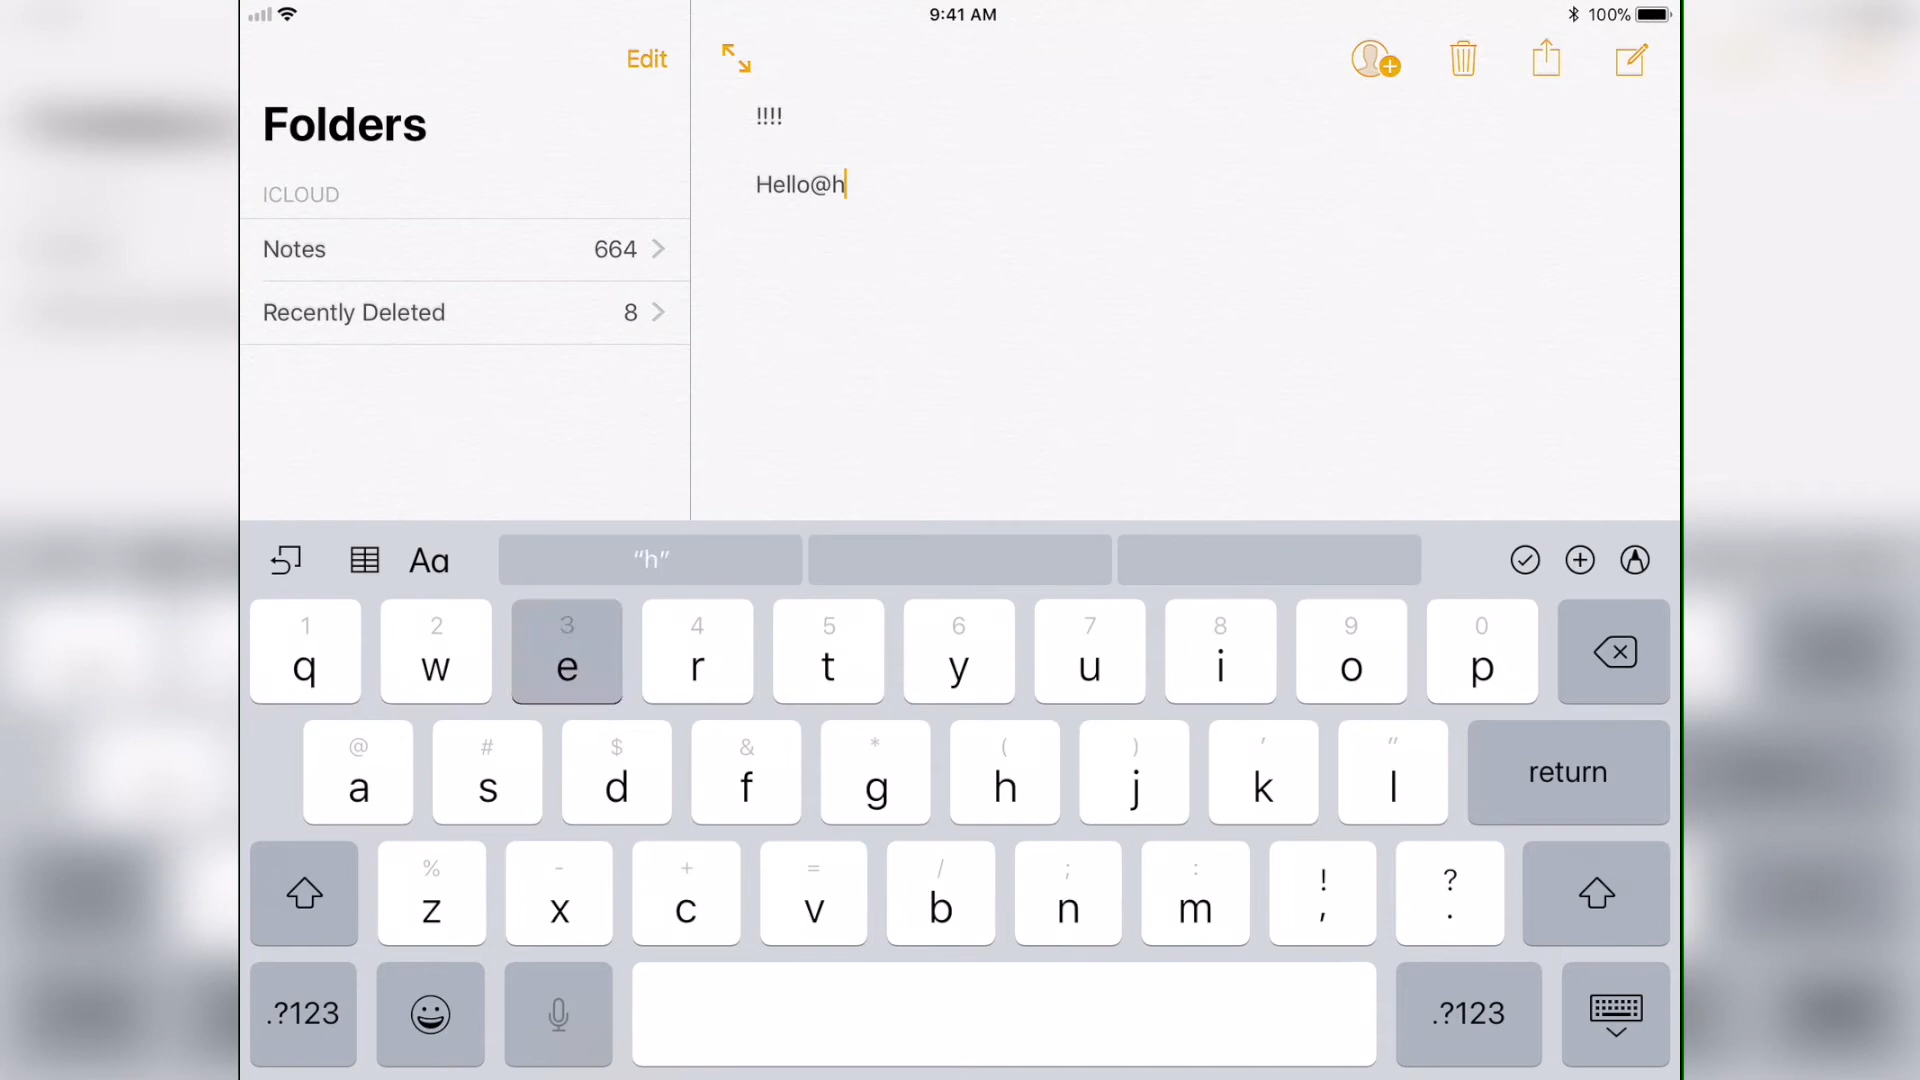 9:41 AM
100%
Edit
Folders
ICLOUD
Notes 664
Recently Deleted 8
!!!!
Hello@h
Aa
“h”
1 2 3 4 5 6 7 8 9 0
q w e r t y u i o p
@ # $ & * ( ) ' "
a s d f g h j k l return
% - + = / ; : ! ?
z x c v b n m , .
.?123 .?123